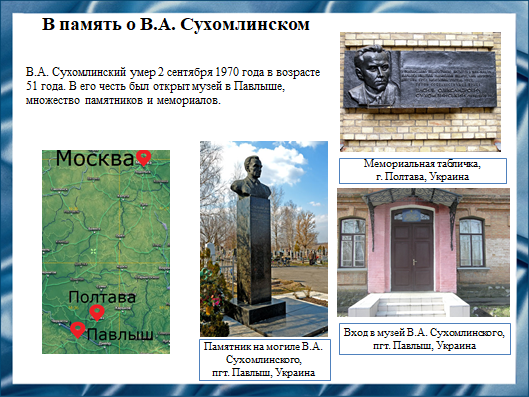 В память о В.А. Сухомлинском
В.А. Сухомлинский умер 2 сентября 1970 года в возрасте
51 года. В его честь был открыт музей в Павлыше,
множество памятников и мемориалов.
Мемориальная табличка,
г. Полтава, Украина
Москва
Полтава
Павлыш
Памятник на могиле В.А.
Сухомлинского,
пгт. Павлыш, Украина
Вход в музей В.А. Сухомлинского,
пгт. Павлыш, Украина